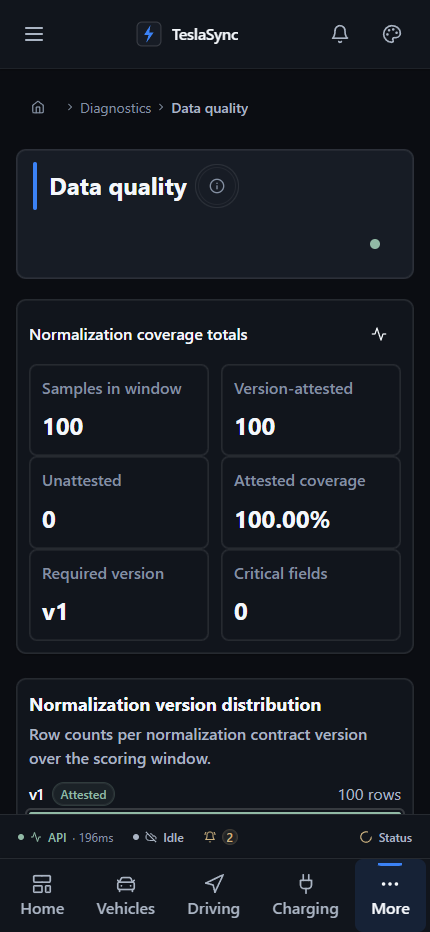 TeslaSync
Diagnostics Data quality
Data quality
Normalization coverage totals
Samples in window
100
Version-attested
100
Unattested
0
Attested coverage
100.00%
Required version
v1
Critical fields
0
Normalization version distribution
Row counts per normalization contract version
over the scoring window.
v1 Attested 100 rows
API · 196ms Idle 2 Status
Home Vehicles Driving Charging More